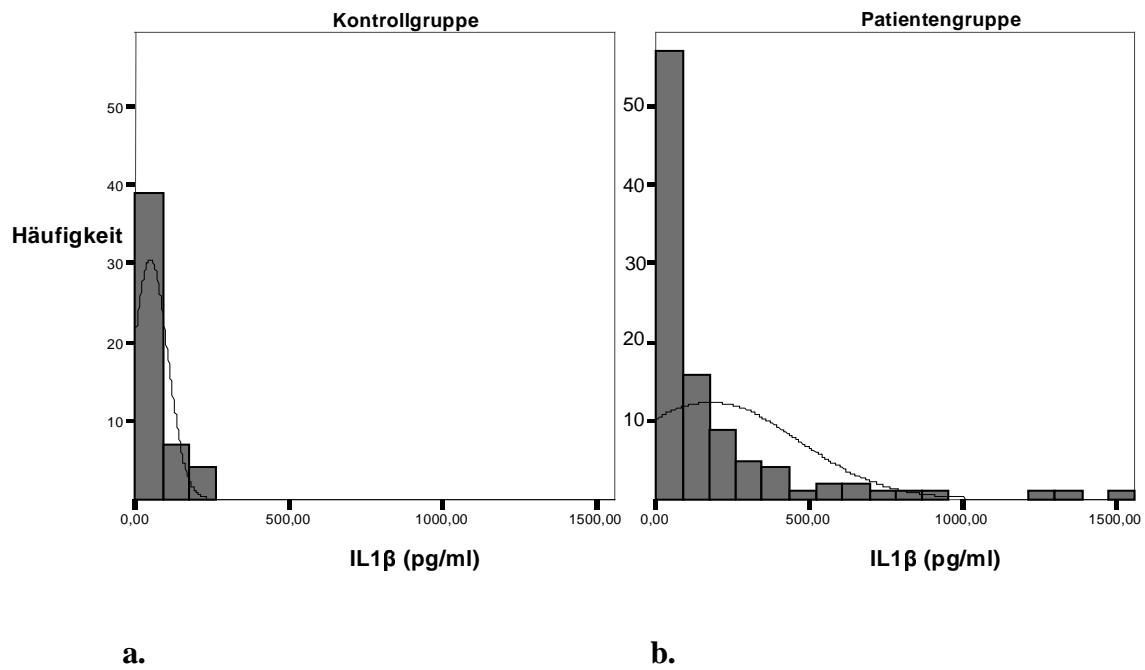 Kontrollgruppe
Patientengruppe
Häufigkeit
50
40
30
20
10
0,00
500,00
1000,00
1500,00
IL1β (pg/ml)
50
40
30
20
10
0,00
500,00
1000,00
1500,00
IL1β (pg/ml)
a.
b.